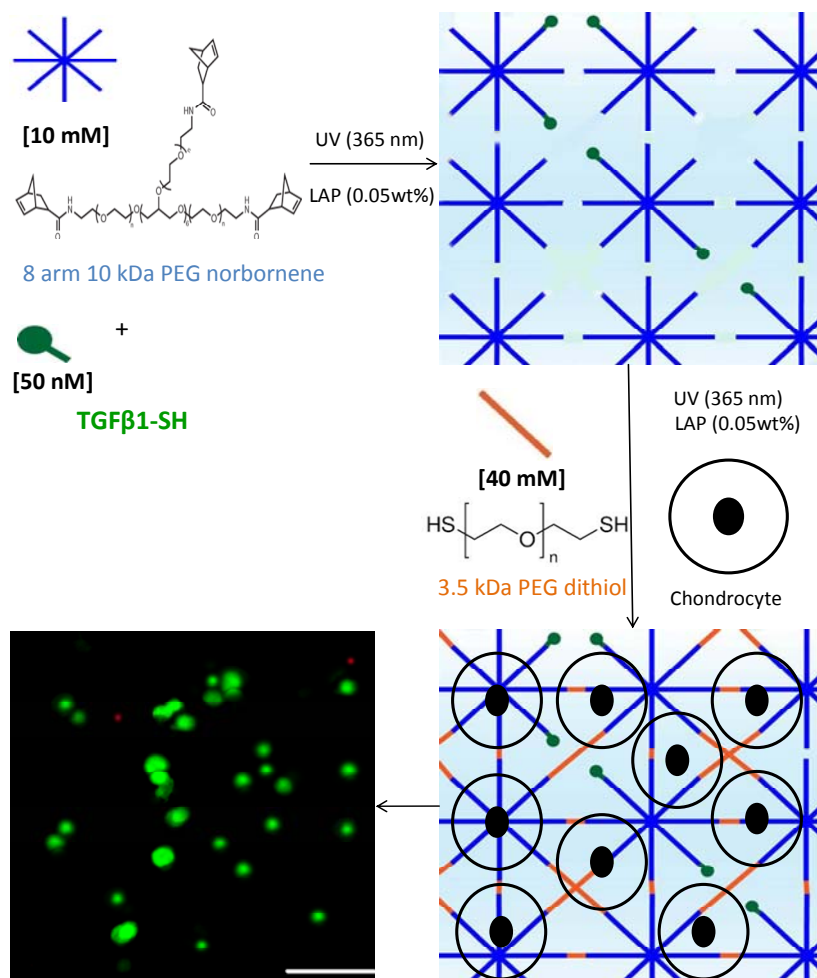 [10 mM]
UV (365 nm)
LAP (0.05wt%)
8 arm 10 kDa PEG norbornene
+
[50 nM]
TGFβ1-SH
UV (365 nm)
LAP (0.05wt%)
[40 mM]
HS
O
SH
n
3.5 kDa PEG dithiol
Chondrocyte